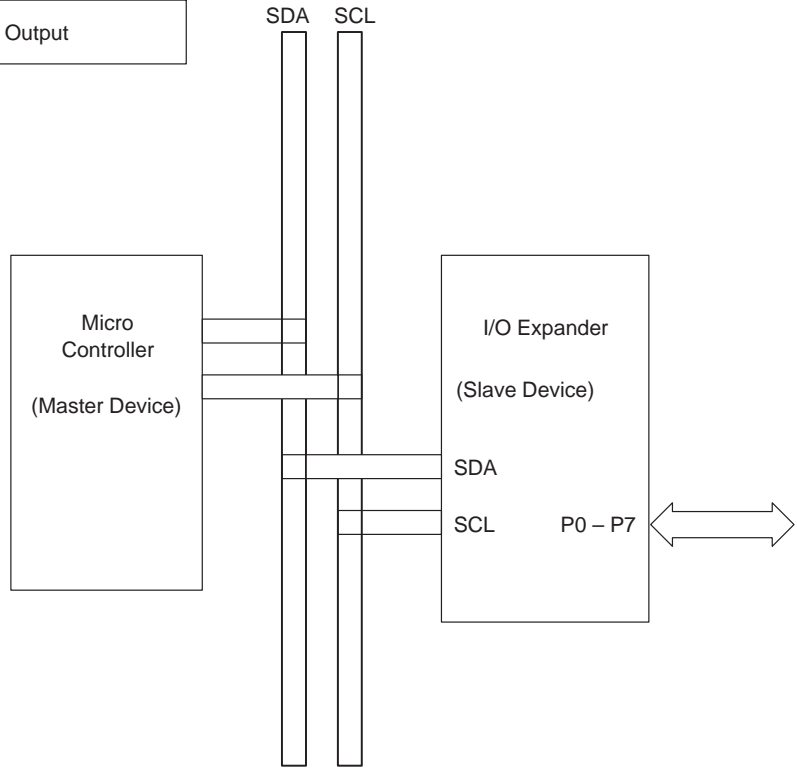 Output
SDA SCL
Micro
Controller
(Master Device)
I/O Expander
(Slave Device)
SDA
SCL P0 – P7